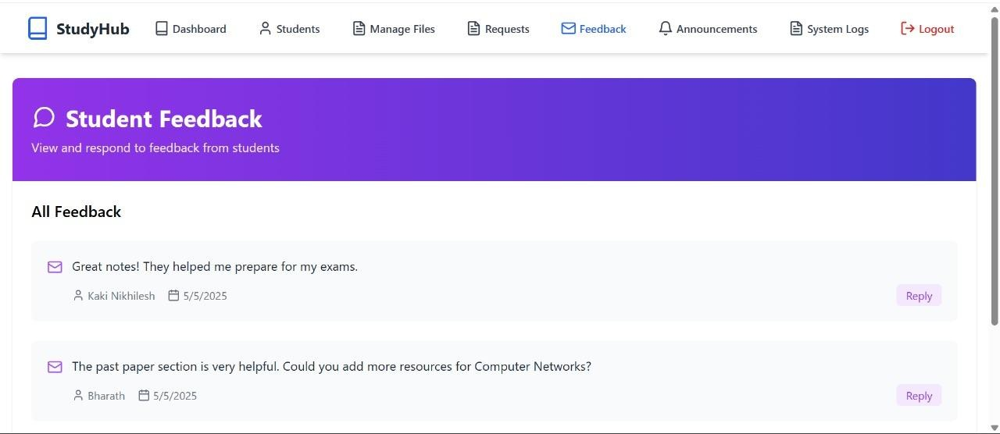 StudyHub Dashboard Students Manage Files Requests Feedback Announcements System Logs Logout
Student Feedback
View and respond to feedback from students
All Feedback
Great notes! They helped me prepare for my exams.
Kaki Nikhilesh 5/5/2025 Reply
The past paper section is very helpful. Could you add more resources for Computer Networks?
Bharath 5/5/2025 Reply